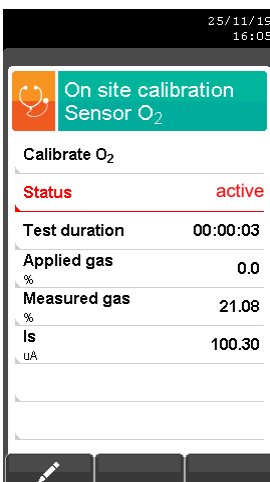 25/11/19
16:05
On site calibration
Sensor O₂
Calibrate O₂
Status active
Test duration 00:00:03
Applied gas
% 0.0
Measured gas
% 21.08
Is
uA 100.30